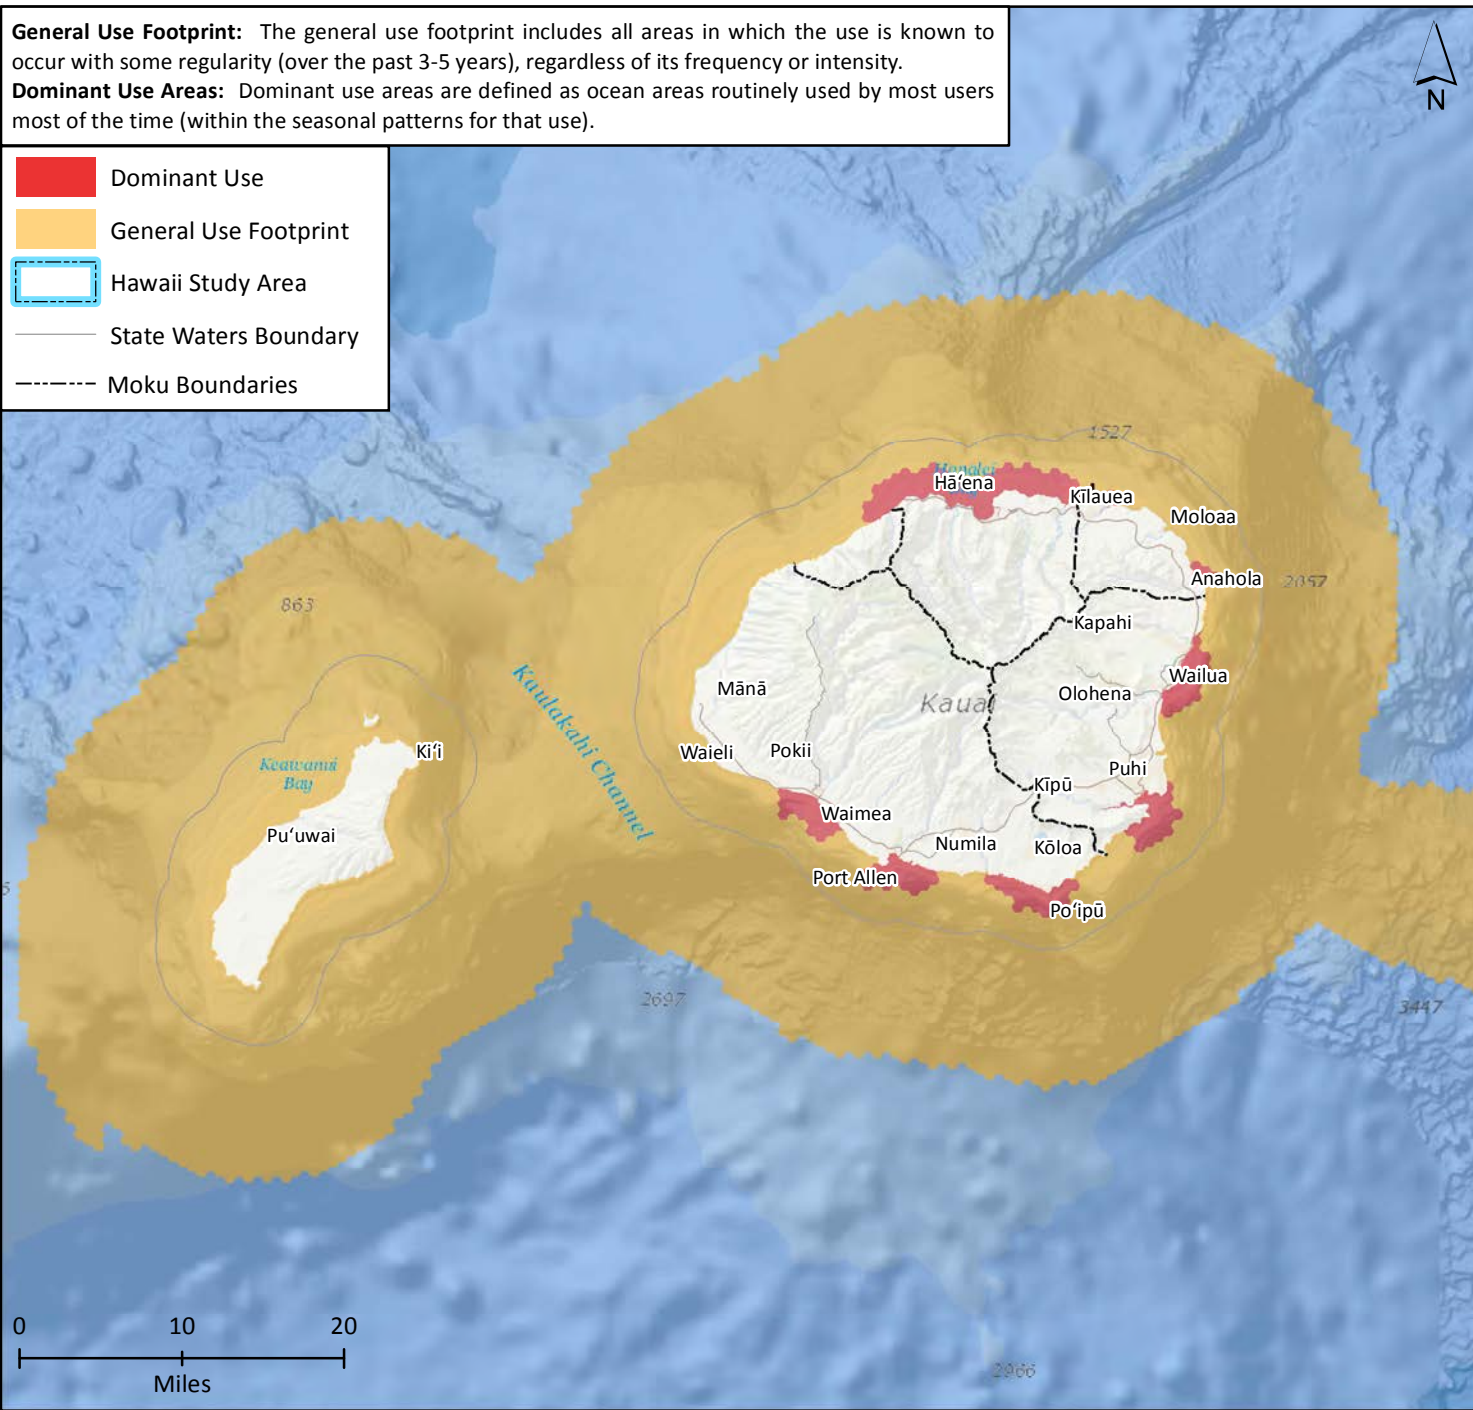 General Use Footprint: The general use footprint includes all areas in which the use is known to
occur with some regularity (over the past 3-5 years), regardless of its frequency or intensity.
Dominant Use Areas: Dominant use areas are defined as ocean areas routinely used by most users
most of the time (within the seasonal patterns for that use).
N
Dominant Use
General Use Footprint
Hawaii Study Area
State Waters Boundary
Moku Boundaries
1527
Hāʻena
Kīlauea
Moloaa
Anahola
2057
863
Kapahi
Kaulakahi Channel
Wailua
Mānā
Olohena
Kauai
Kiʻi
Waieli
Pokii
Keawanui
Bay
Puhi
Kīpū
Waimea
Puʻuwai
Numila
Kōloa
Port Allen
Poʻipū
2697
3447
0 10 20
Miles
2966